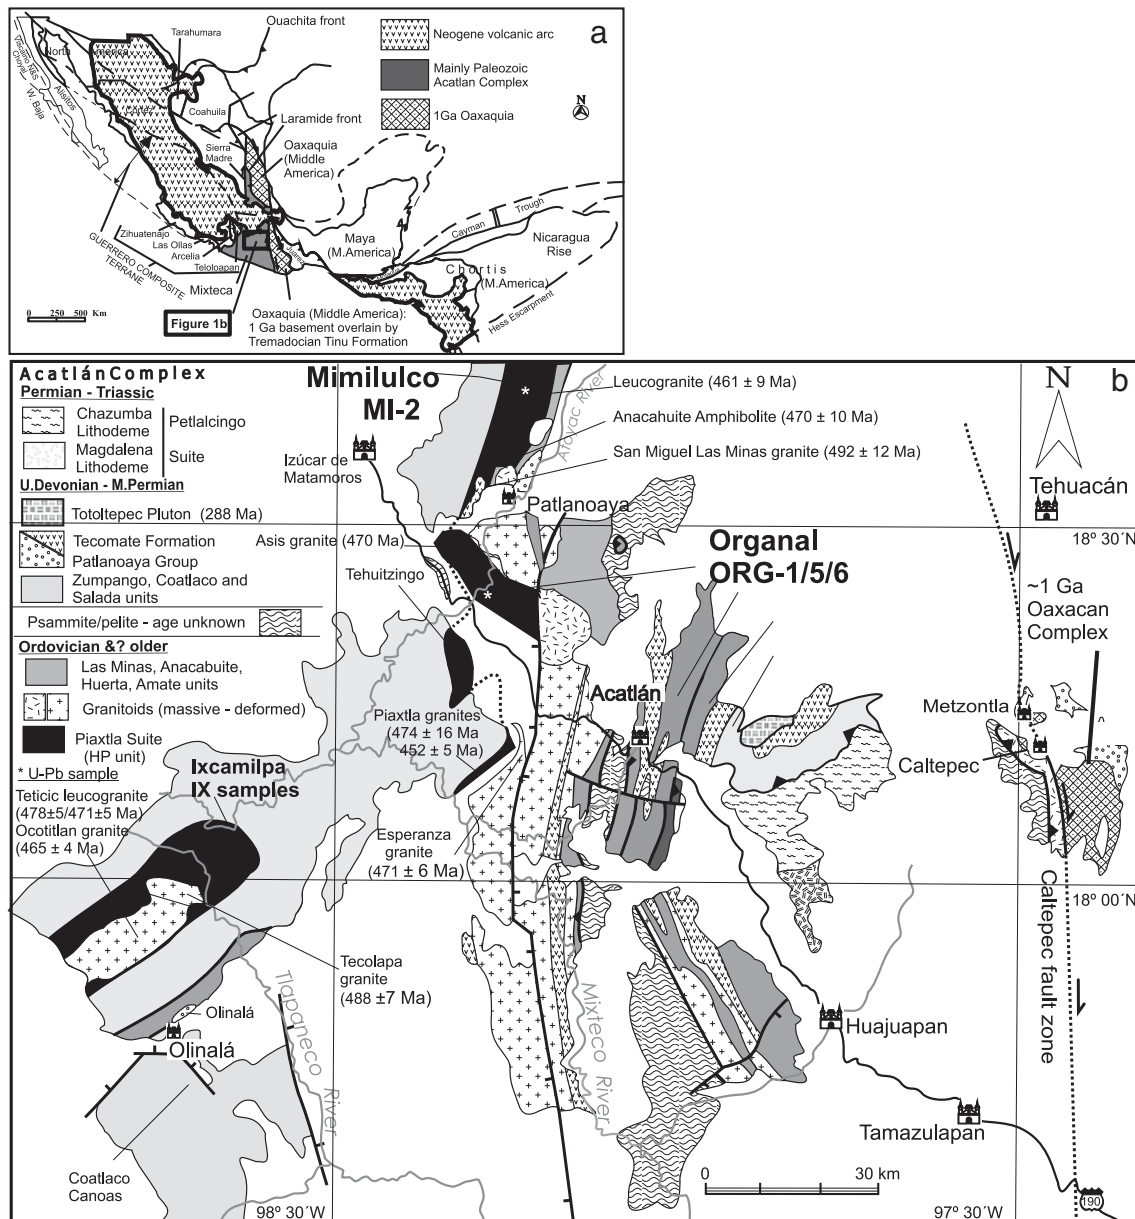 a
Ouachita front
Tarahumara
North
America
Vizcaino N&S
Choyal
Alisitos
W. Baja
Cortez
Coahuila
Laramide front
Sierra
Madre
Oaxaquia
(Middle
America)
Neogene volcanic arc
Mainly Paleozoic
Acatlan Complex
1Ga Oaxaquia
N
Zihuatenajo
Las Ollas
Arcelia
Teloloapan
GUERRERO COMPOSITE
TERRANE
Mixteca
Juarez
Maya
(M.America)
Cayman Trough
Nicaragua
Rise
Chortis
(M.America)
Hess Escarpment
0 250 500 Km
Figure 1b
Oaxaquia (Middle America):
1 Ga basement overlain by
Tremadocian Tinu Formation
b
Acatlán Complex
Permian - Triassic
Chazumba
Lithodeme
Magdalena
Lithodeme
Petlalcingo
Suite
U.Devonian - M.Permian
Totoltepec Pluton (288 Ma)
Tecomate Formation
Patlanoaya Group
Zumpango, Coatlaco and
Salada units
Psammite/pelite - age unknown
Ordovician &? older
Las Minas, Anacabuite,
Huerta, Amate units
Granitoids (massive - deformed)
Piaxtla Suite
(HP unit)
* U-Pb sample
Teticic leucogranite
(478±5/471±5 Ma)
Ocotitlan granite
(465 ± 4 Ma)
Mimilulco
MI-2
*
Izúcar de
Matamoros
Atoyac River
Leucogranite (461 ± 9 Ma)
Anacahuite Amphibolite (470 ± 10 Ma)
San Miguel Las Minas granite (492 ± 12 Ma)
Patlanoaya
N
Tehuacán
18º 30´N
Asis granite (470 Ma)
Tehuitzingo
*
Organal
ORG-1/5/6
~1 Ga
Oaxacan
Complex
Acatlán
Metzontla
Caltepec
Piaxtla granites
(474 ± 16 Ma
452 ± 5 Ma)
Ixcamilpa
IX samples
Esperanza
granite
(471 ± 6 Ma)
18º 00´N
Caltepec fault zone
Tecolapa
granite
(488 ±7 Ma)
Tlapaneco River
Mixteco River
Olinalá
Olinalá
Huajuapan
Tamazulapan
Coatlaco
Canoas
0 30 km
190
98º 30´W
97º 30´W